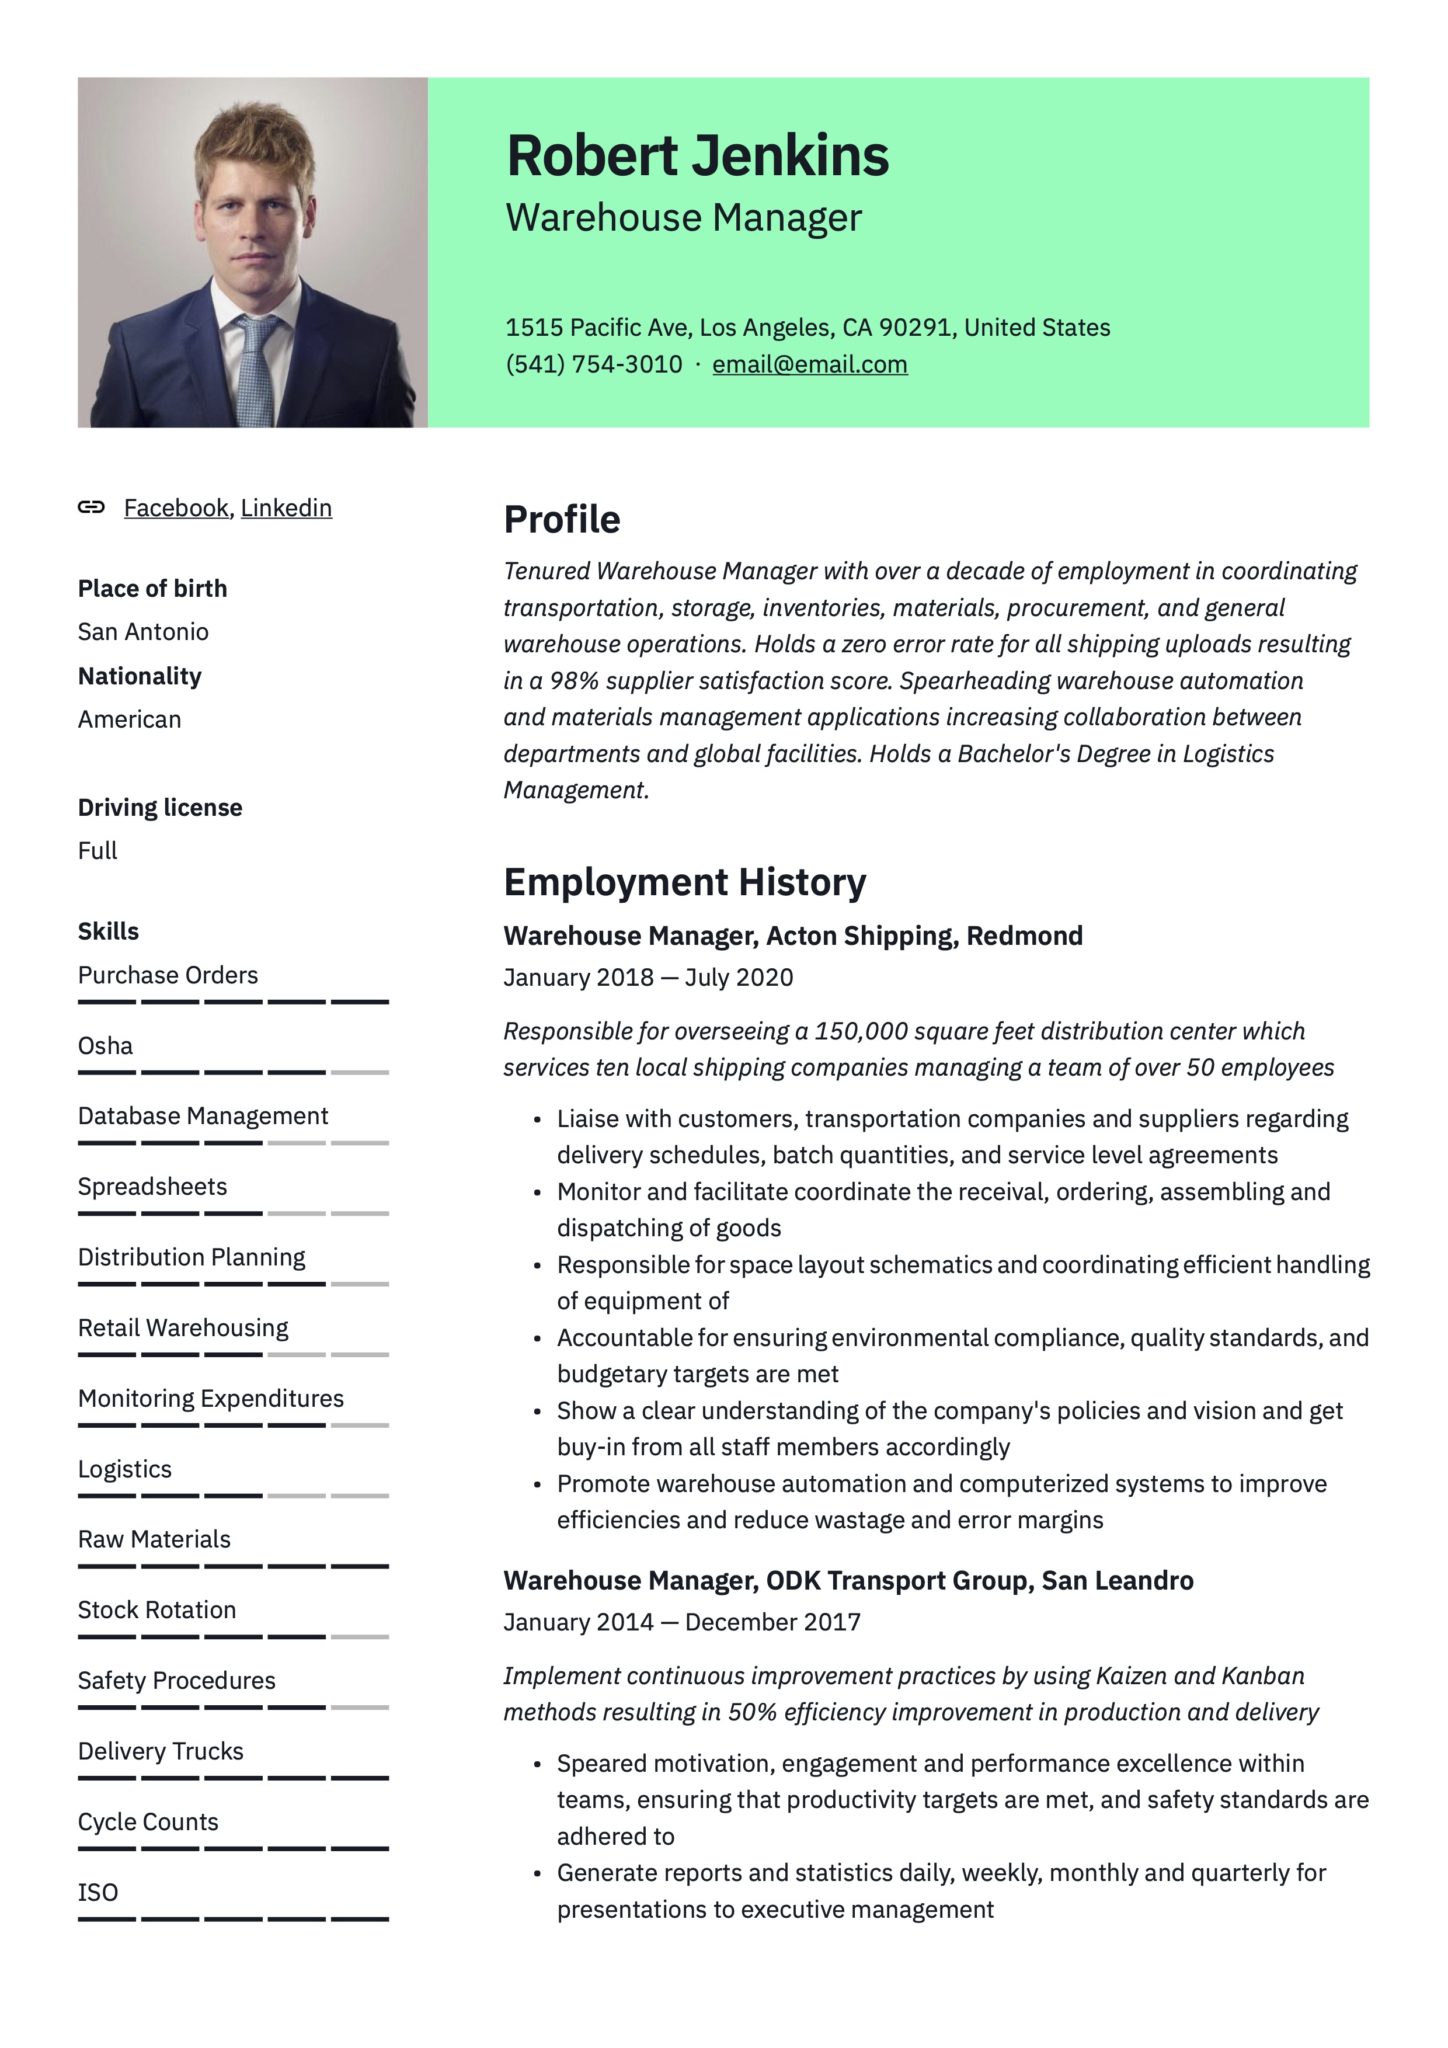 Robert Jenkins
Warehouse Manager
1515 Pacific Ave, Los Angeles, CA 90291, United States
(541) 754-3010 · email@email.com
Facebook, Linkedin
Place of birth
San Antonio
Nationality
American
Driving license
Full
Skills
Purchase Orders
Osha
Database Management
Spreadsheets
Distribution Planning
Retail Warehousing
Monitoring Expenditures
Logistics
Raw Materials
Stock Rotation
Safety Procedures
Delivery Trucks
Cycle Counts
ISO
Profile
Tenured Warehouse Manager with over a decade of employment in coordinating
transportation, storage, inventories, materials, procurement, and general
warehouse operations. Holds a zero error rate for all shipping uploads resulting
in a 98% supplier satisfaction score. Spearheading warehouse automation
and materials management applications increasing collaboration between
departments and global facilities. Holds a Bachelor's Degree in Logistics
Management.
Employment History
Warehouse Manager, Acton Shipping, Redmond
January 2018 — July 2020
Responsible for overseeing a 150,000 square feet distribution center which
services ten local shipping companies managing a team of over 50 employees
• Liaise with customers, transportation companies and suppliers regarding
delivery schedules, batch quantities, and service level agreements
• Monitor and facilitate coordinate the receival, ordering, assembling and
dispatching of goods
• Responsible for space layout schematics and coordinating efficient handling
of equipment of
• Accountable for ensuring environmental compliance, quality standards, and
budgetary targets are met
• Show a clear understanding of the company's policies and vision and get
buy-in from all staff members accordingly
• Promote warehouse automation and computerized systems to improve
efficiencies and reduce wastage and error margins
Warehouse Manager, ODK Transport Group, San Leandro
January 2014 — December 2017
Implement continuous improvement practices by using Kaizen and Kanban
methods resulting in 50% efficiency improvement in production and delivery
• Speared motivation, engagement and performance excellence within
teams, ensuring that productivity targets are met, and safety standards are
adhered to
• Generate reports and statistics daily, weekly, monthly and quarterly for
presentations to executive management